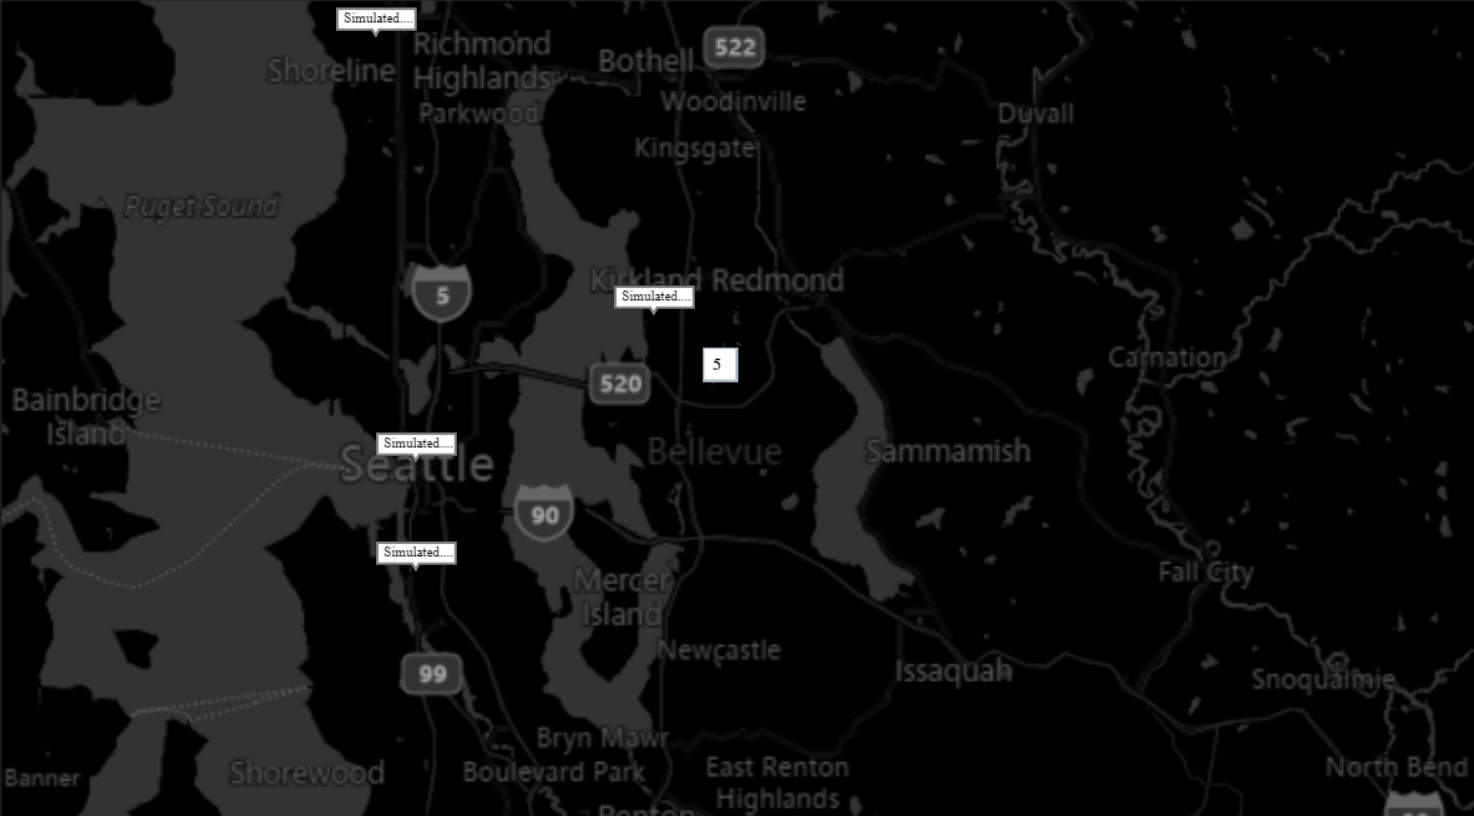 Simulated....
Richmond
Highlands
Shoreline
Parkwood
Bothell
522
Woodinville
Duvall
Kingsgate
Puget Sound
5
Kirkland
Redmond
Simulated....
5
520
Carnation
Bainbridge
Island
Simulated....
Seattle
Bellevue
Sammamish
90
Simulated....
Mercer
Island
Fall City
Newcastle
99
Issaquah
Snoqualmie
Bryn Mawr
Banner
Shorewood
Boulevard Park
East Renton
Highlands
North Bend
Renton